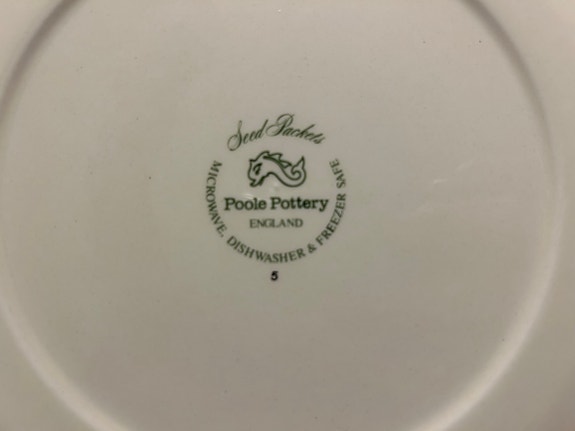 Seed Packets
Poole Pottery
ENGLAND
MICROWAVE, DISHWASHER & FREEZER SAFE
5